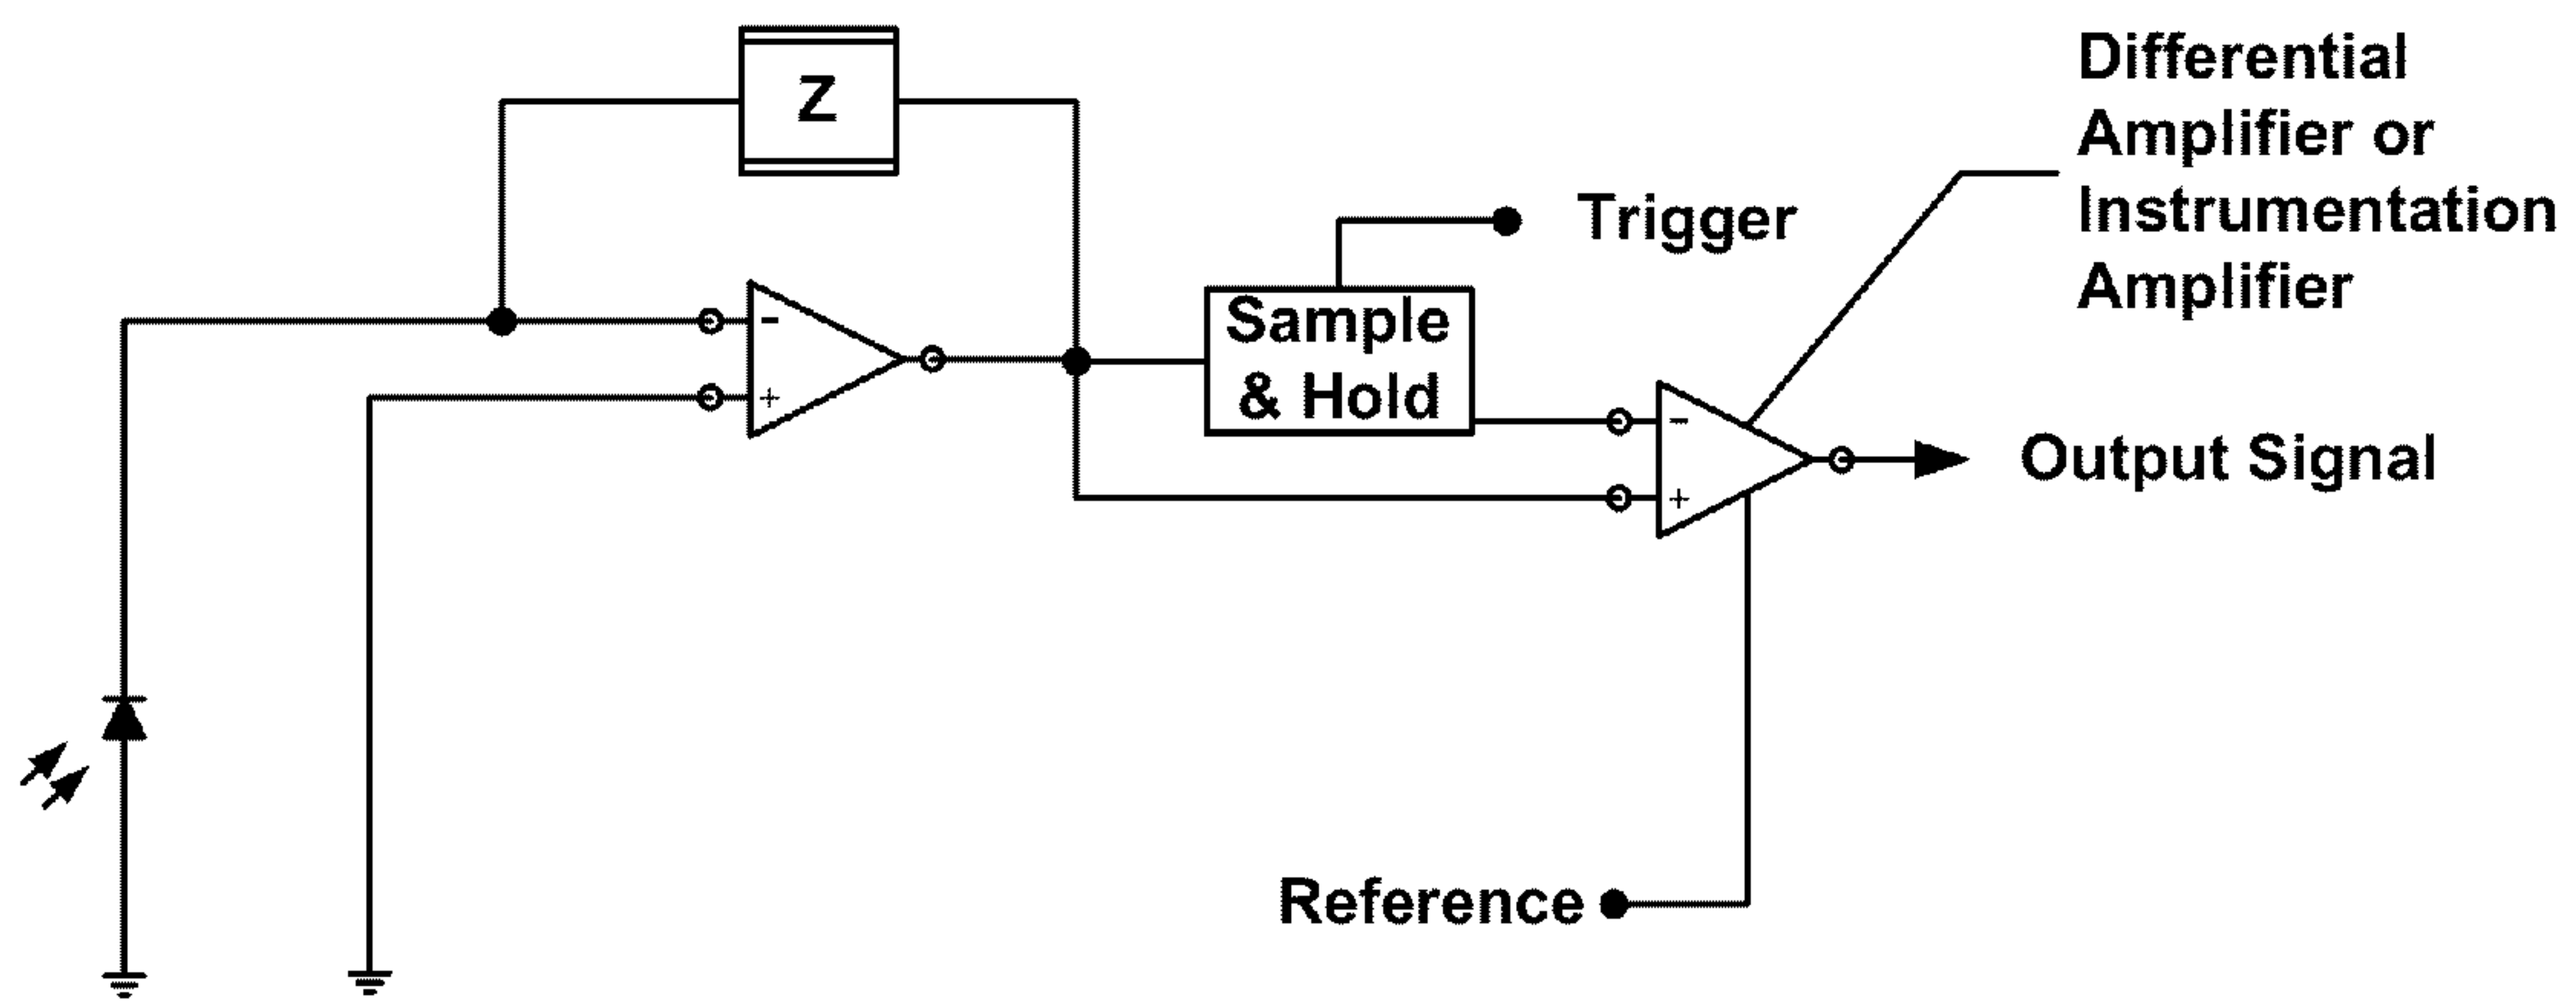 Z
Differential
Amplifier or
Instrumentation
Amplifier
Trigger
-
+
Sample
& Hold
-
+
Output Signal
Reference